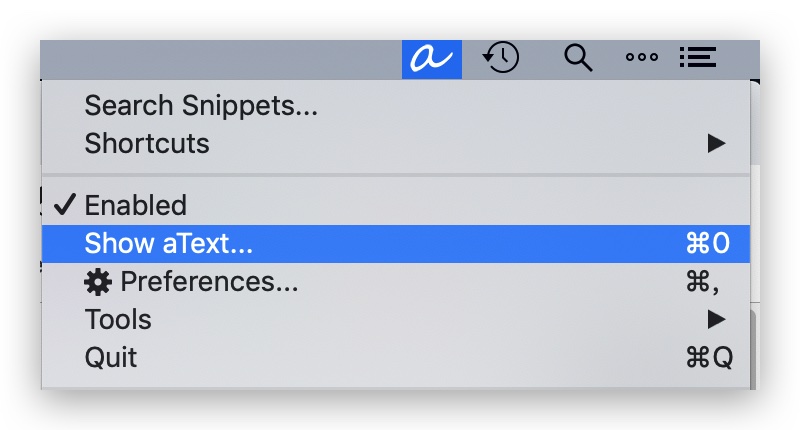 a
Search Snippets...
Shortcuts ▶
✓ Enabled
Show aText... ⌘O
Preferences... ⌘,
Tools ▶
Quit ⌘Q